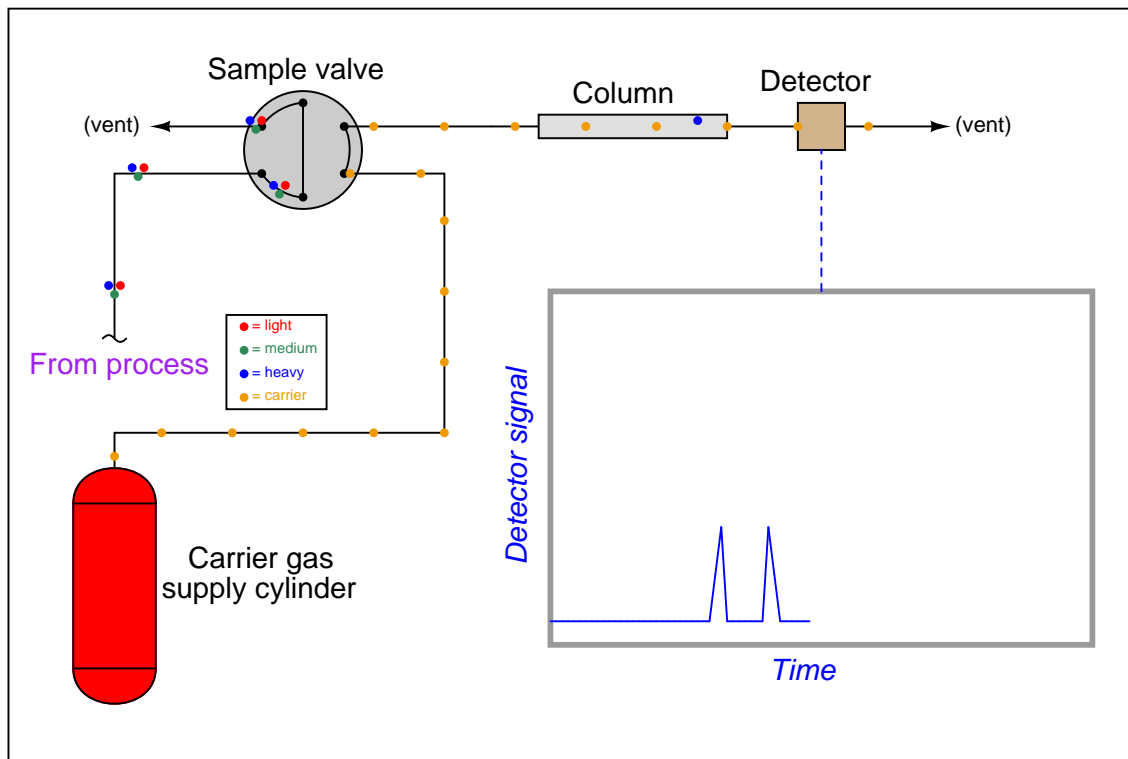 Sample valve
Column
Detector
(vent)
(vent)
From process
= light
= medium
= heavy
= carrier
Detector signal
Carrier gas
supply cylinder
Time